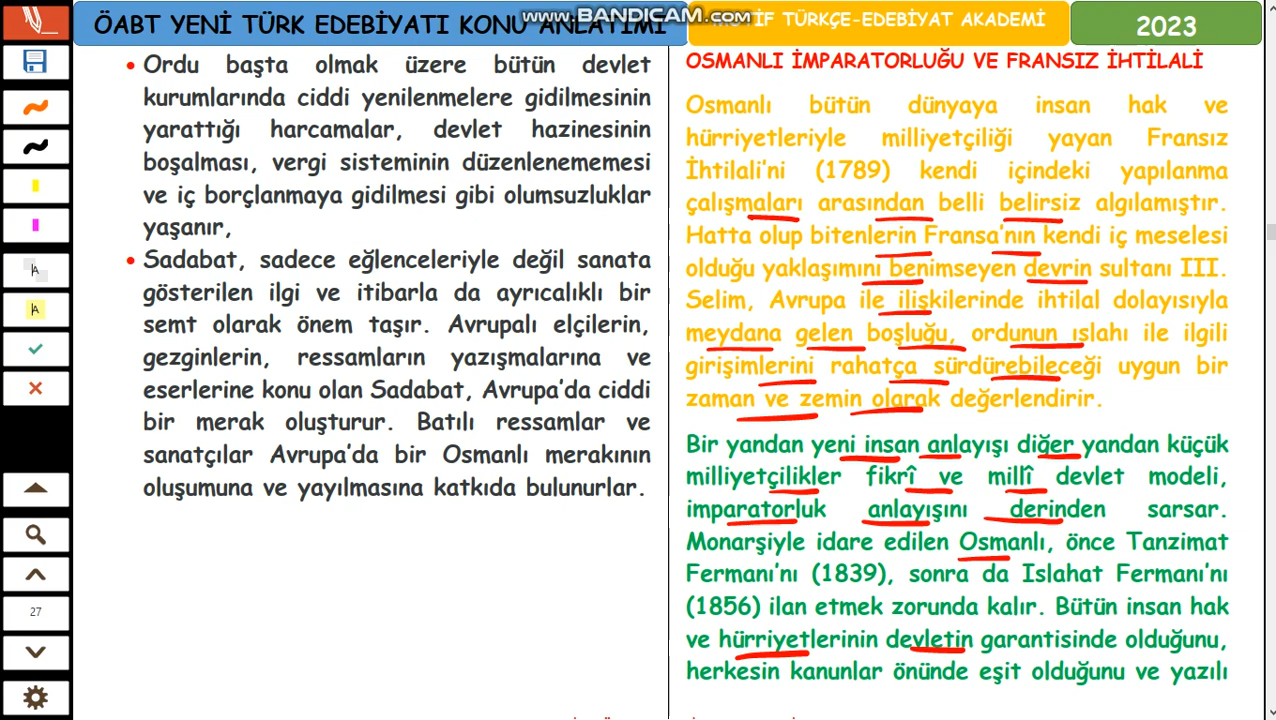 ÖABT YENİ TÜRK EDEBİYATI KONU ANLATIMI
www.BANDICAM.com
İF TÜRKÇE-EDEBİYAT AKADEMİ
2023
Ordu başta olmak üzere bütün devlet
kurumlarında ciddi yenilenmelere gidilmesinin
yarattığı harcamalar, devlet hazinesinin
boşalması, vergi sisteminin düzenlenememesi
ve iç borçlanmaya gidilmesi gibi olumsuzluklar
yaşanır,
Sadabat, sadece eğlenceleriyle değil sanata
gösterilen ilgi ve itibarla da ayrıcalıklı bir
semt olarak önem taşır. Avrupalı elçilerin,
gezginlerin, ressamların yazışmalarına ve
eserlerine konu olan Sadabat, Avrupa'da ciddi
bir merak oluşturur. Batılı ressamlar ve
sanatçılar Avrupa'da bir Osmanlı merakının
oluşumuna ve yayılmasına katkıda bulunurlar.
OSMANLI İMPARATORLUĞU VE FRANSIZ İHTİLALİ
Osmanlı bütün dünyaya insan hak ve
hürriyetleriyle milliyetçiliği yayan Fransız
İhtilali'ni (1789) kendi içindeki yapılanma
çalışmaları arasından belli belirsiz algılamıştır.
Hatta olup bitenlerin Fransa'nın kendi iç meselesi
olduğu yaklaşımını benimseyen devrin sultanı III.
Selim, Avrupa ile ilişkilerinde ihtilal dolayısıyla
meydana gelen boşluğu, ordunun ıslahı ile ilgili
girişimlerini rahatça sürdürebileceği uygun bir
zaman ve zemin olarak değerlendirir.
Bir yandan yeni insan anlayışı diğer yandan küçük
milliyetçilikler fikrî ve millî devlet modeli,
imparatorluk anlayışını derinden sarsar.
Monarşiyle idare edilen Osmanlı, önce Tanzimat
Fermanı'nı (1839), sonra da Islahat Fermanı'nı
(1856) ilan etmek zorunda kalır. Bütün insan hak
ve hürriyetlerinin devletin garantisinde olduğunu,
herkesin kanunlar önünde eşit olduğunu ve yazılı
27